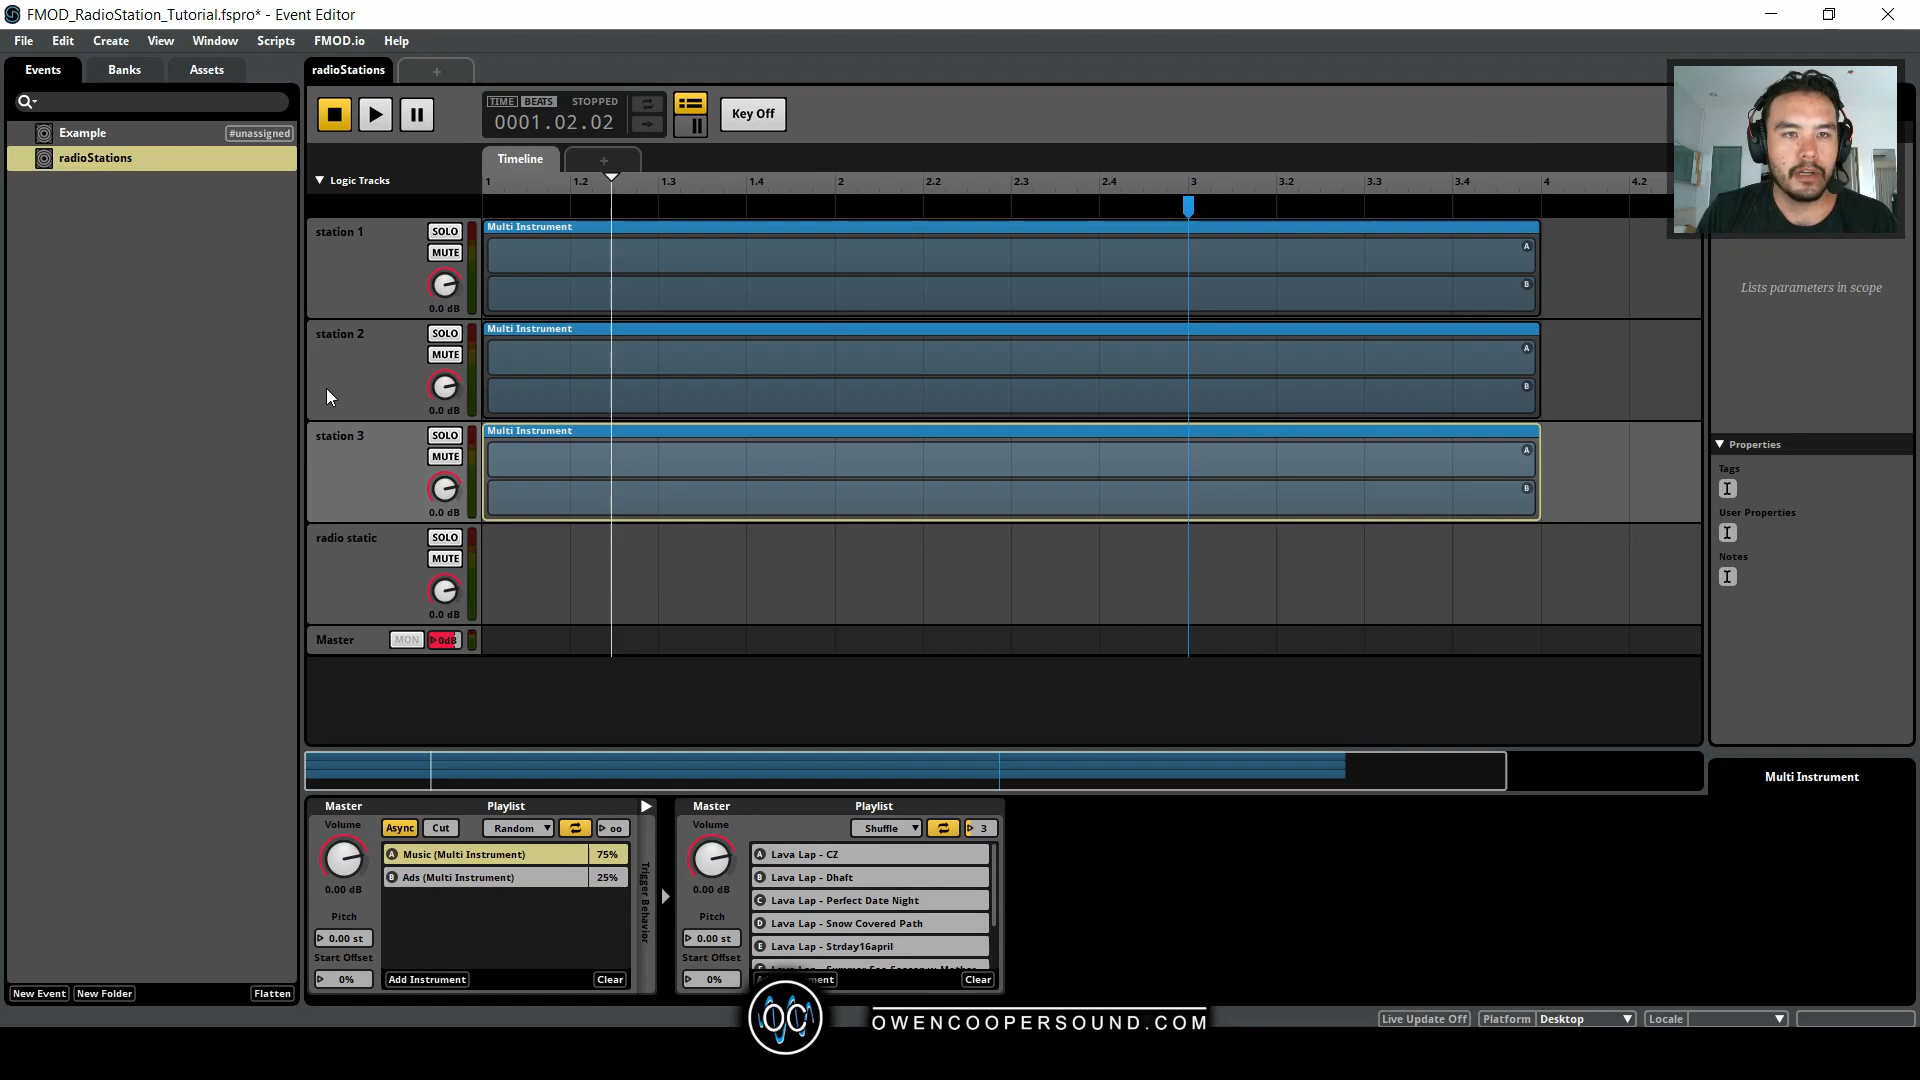 FMOD_RadioStation_Tutorial.fspro* - Event Editor
File Edit Create View Window Scripts FMOD.io Help
Events Banks Assets
radioStations
TIME BEATS STOPPED
0001.02.02
Key Off
Example #unassigned
radioStations
Timeline
Logic Tracks
1 1.2 1.3 1.4 2 2.2 2.3 2.4 3 3.2 3.3 3.4 4 4.2
station 1 SOLO
MUTE
0.0 dB
Multi Instrument
A
B
station 2 SOLO
MUTE
0.0 dB
Multi Instrument
A
B
station 3 SOLO
MUTE
0.0 dB
Multi Instrument
A
B
radio static SOLO
MUTE
0.0 dB
Master MON 0dB
Lists parameters in scope
Properties
Tags
User Properties
Notes
Multi Instrument
Master Playlist
Volume
Async Cut Random oo
0.00 dB
A Music (Multi Instrument) 75%
B Ads (Multi Instrument) 25%
Pitch
0.00 st
Start Offset
0%
Add Instrument Clear
Trigger Behavior
Master Playlist
Volume
Shuffle 3
0.00 dB
A Lava Lap - CZ
B Lava Lap - Dhaft
C Lava Lap - Perfect Date Night
D Lava Lap - Snow Covered Path
E Lava Lap - Strday16april
Pitch
0.00 st
Start Offset
0%
Clear
New Event New Folder Flatten
OC OWENCOOPERSOUND.COM
Live Update Off Platform Desktop Locale